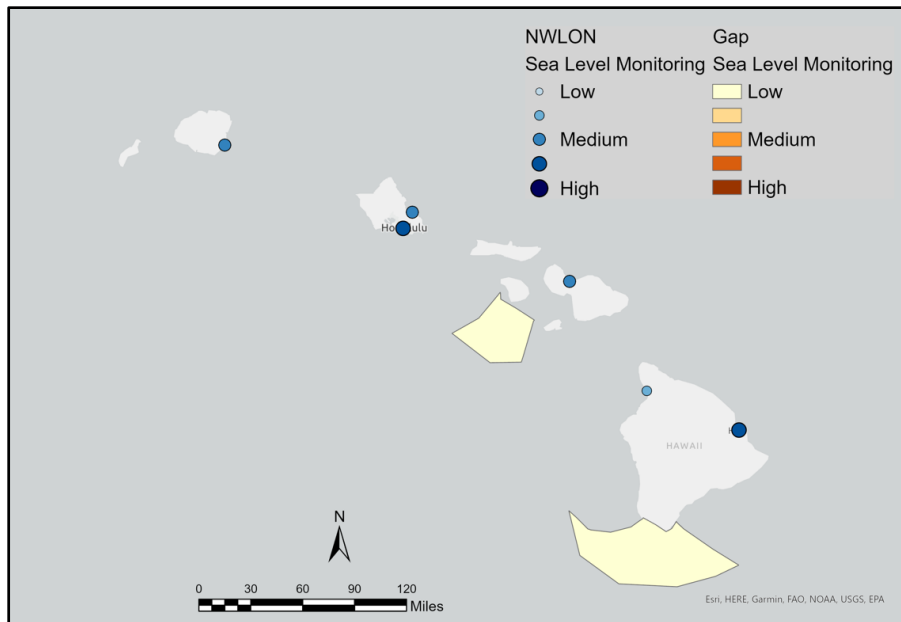 NWLON
Sea Level Monitoring
Low
Medium
High
Gap
Sea Level Monitoring
Low
Medium
High
HAWAII
N
0 30 60 90 120
Miles
Esri, HERE, Garmin, FAO, NOAA, USGS, EPA